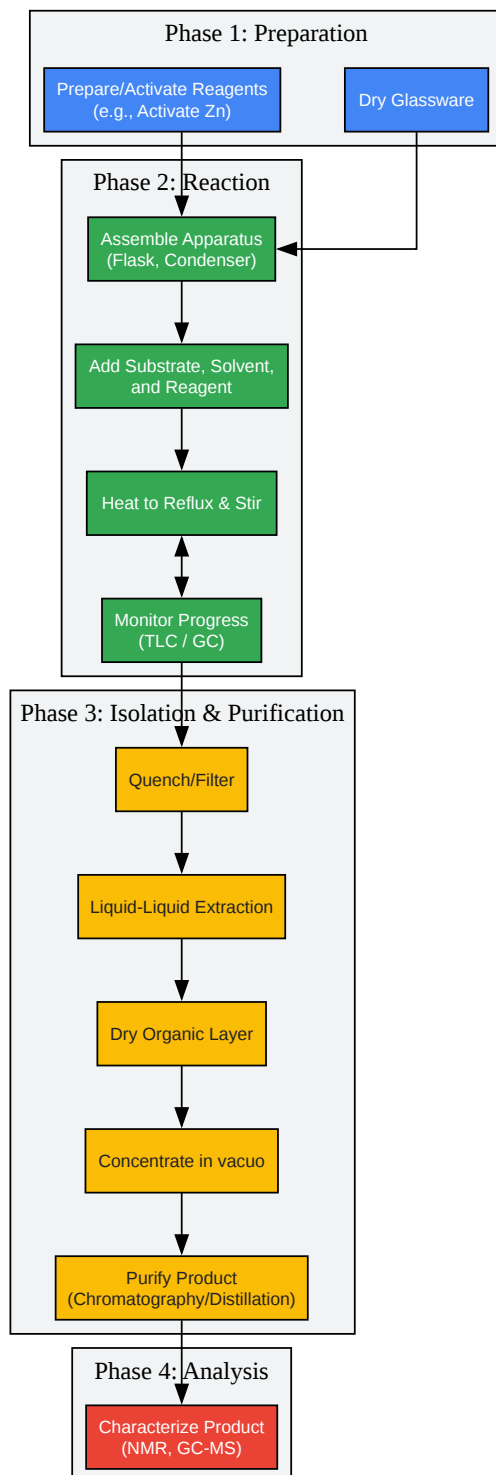 Phase 1: Preparation
Prepare/Activate Reagents
(e.g., Activate Zn)
Dry Glassware
Phase 2: Reaction
Assemble Apparatus
(Flask, Condenser)
Add Substrate, Solvent,
and Reagent
Heat to Reflux & Stir
Monitor Progress
(TLC / GC)
Phase 3: Isolation & Purification
Quench/Filter
Liquid-Liquid Extraction
Dry Organic Layer
Concentrate in vacuo
Purify Product
(Chromatography/Distillation)
Phase 4: Analysis
Characterize Product
(NMR, GC-MS)